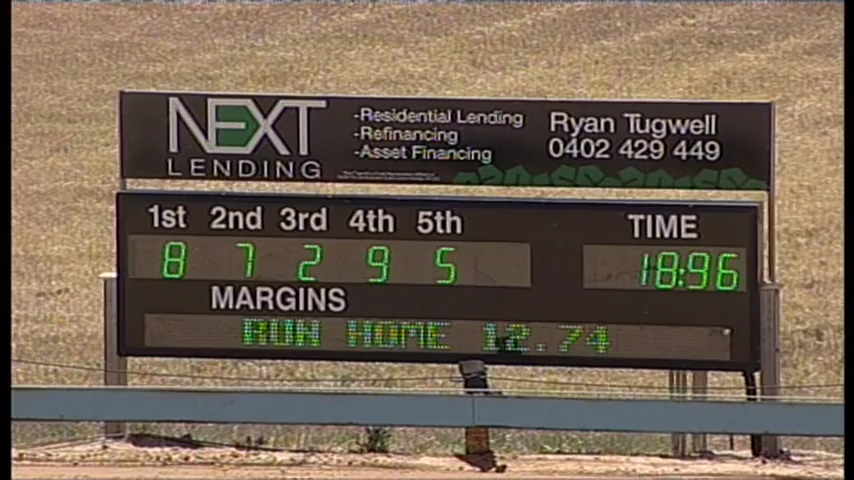 NEXT
LENDING
-Residential Lending
-Refinancing
-Asset Financing
Ryan Tugwell
0402 429 449
1st 2nd 3rd 4th 5th TIME
8 7 2 9 5 18:96
MARGINS
RUN HOME 12.74